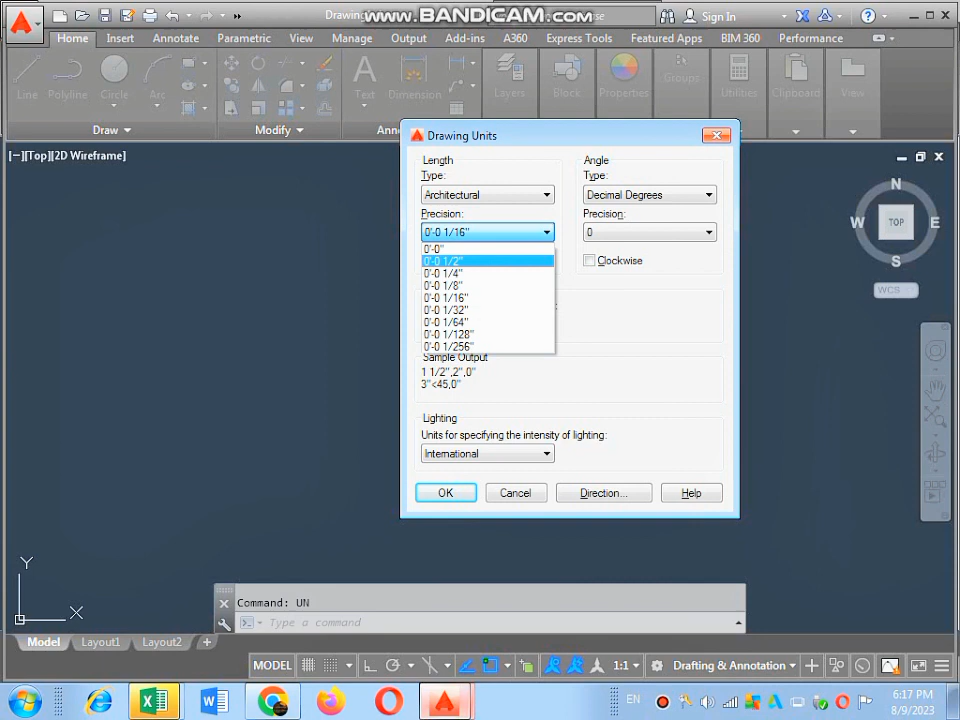 Drawing
www.BANDICAM.com
Sign In
Home
Insert
Annotate
Parametric
View
Manage
Output
Add-ins
A360
Express Tools
Featured Apps
BIM 360
Performance
Line
Polyline
Circle
Arc
Text
Dimension
Layers
Block
Properties
Groups
Utilities
Clipboard
View
Draw
Modify
[−][Top][2D Wireframe]
Drawing Units
Length
Type:
Architectural
Precision:
0'-0 1/16"
0'-0"
0'-0 1/2"
0'-0 1/4"
0'-0 1/8"
0'-0 1/16"
0'-0 1/32"
0'-0 1/64"
0'-0 1/128"
0'-0 1/256"
Angle
Type:
Decimal Degrees
Precision:
0
Clockwise
Sample Output
1 1/2",2",0"
3"<45,0"
Lighting
Units for specifying the intensity of lighting:
International
OK
Cancel
Direction...
Help
N
W
TOP
E
S
WCS
Y
X
Command: UN
Type a command
Model
Layout1
Layout2
+
MODEL
1:1
Drafting & Annotation
EN
6:17 PM
8/9/2023